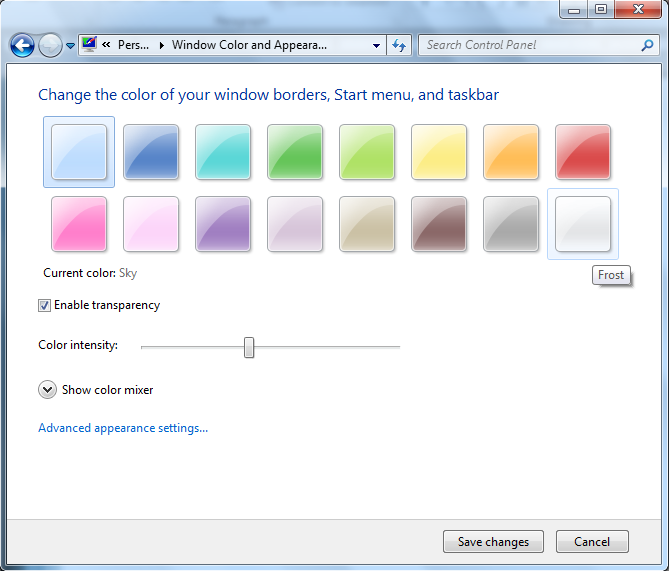 Pers... Window Color and Appeara... Search Control Panel
Change the color of your window borders, Start menu, and taskbar
Current color: Sky
Frost
Enable transparency
Color intensity:
Show color mixer
Advanced appearance settings...
Save changes Cancel